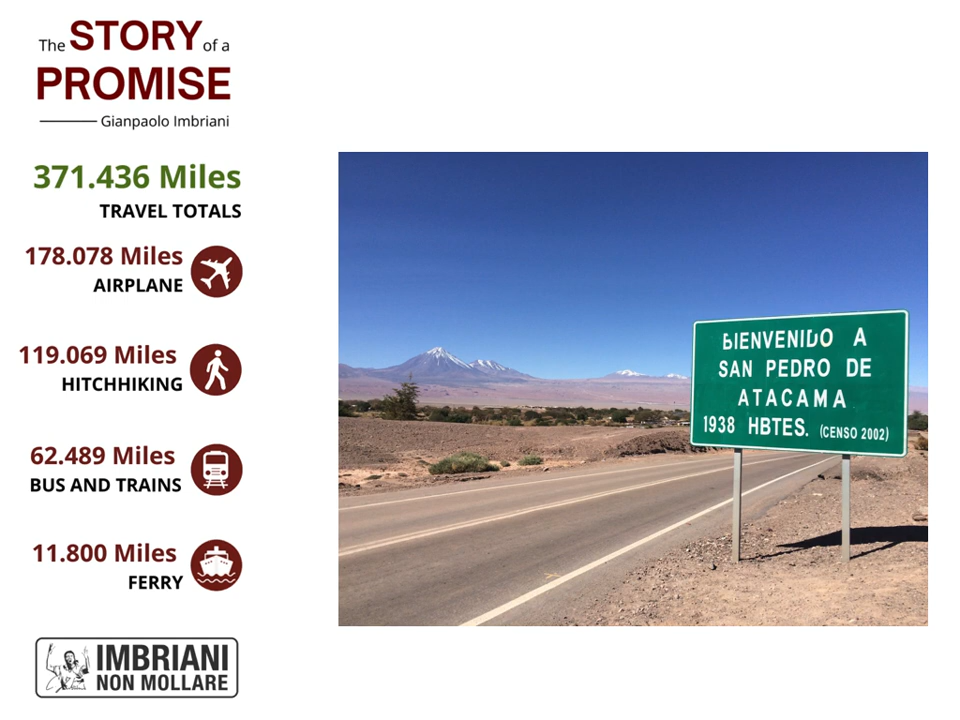 The STORY of a
PROMISE
Gianpaolo Imbriani
371.436 Miles
TRAVEL TOTALS
178.078 Miles
AIRPLANE
119.069 Miles
HITCHHIKING
62.489 Miles
BUS AND TRAINS
11.800 Miles
FERRY
IMBRIANI
NON MOLLARE
BIENVENIDO A
SAN PEDRO DE
ATACAMA
1938 HBTES. (CENSO 2002)